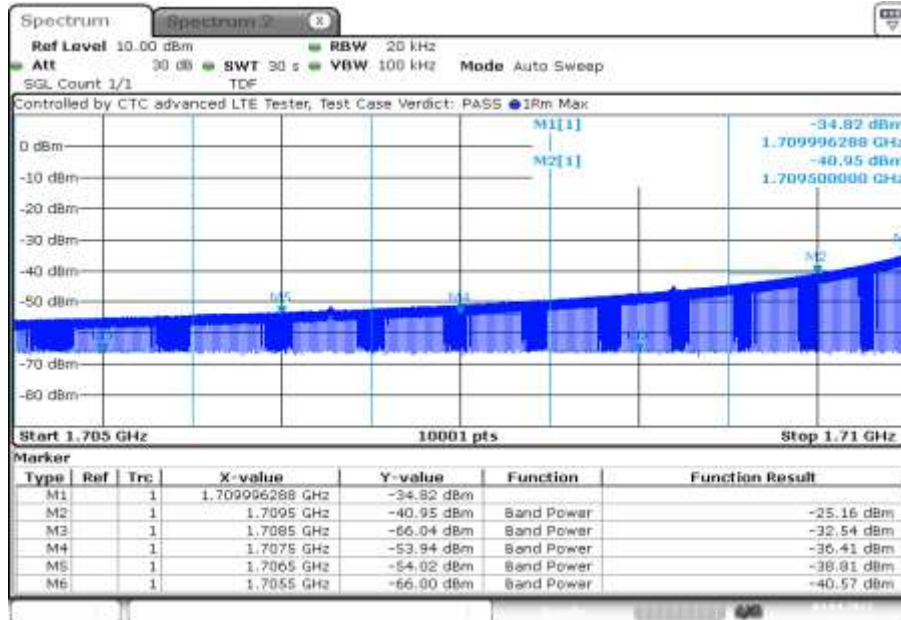 Spectrum Spectrum 2 X
Ref Level 10.00 dBm RBW 20 kHz
Att 30 dB SWT 30 s VBW 100 kHz Mode Auto Sweep
SGL Count 1/1 TDF
Controlled by CTC advanced LTE Tester, Test Case Verdict: PASS 1Rm Max
M1[1] -34.82 dBm
1.709996288 GHz
0 dBm
M2[1] -40.95 dBm
1.709500000 GHz
-10 dBm
-20 dBm
-30 dBm
M2
-40 dBm
-50 dBm
M5 M4
-70 dBm
-80 dBm
Start 1.705 GHz 10001 pts Stop 1.71 GHz
Marker
Type Ref Trc X-value Y-value Function Function Result
M1 1 1.709996288 GHz -34.82 dBm
M2 1 1.7095 GHz -40.95 dBm Band Power -25.16 dBm
M3 1 1.7085 GHz -66.04 dBm Band Power -32.54 dBm
M4 1 1.7075 GHz -53.94 dBm Band Power -36.41 dBm
M5 1 1.7065 GHz -54.02 dBm Band Power -38.81 dBm
M6 1 1.7055 GHz -66.00 dBm Band Power -40.57 dBm